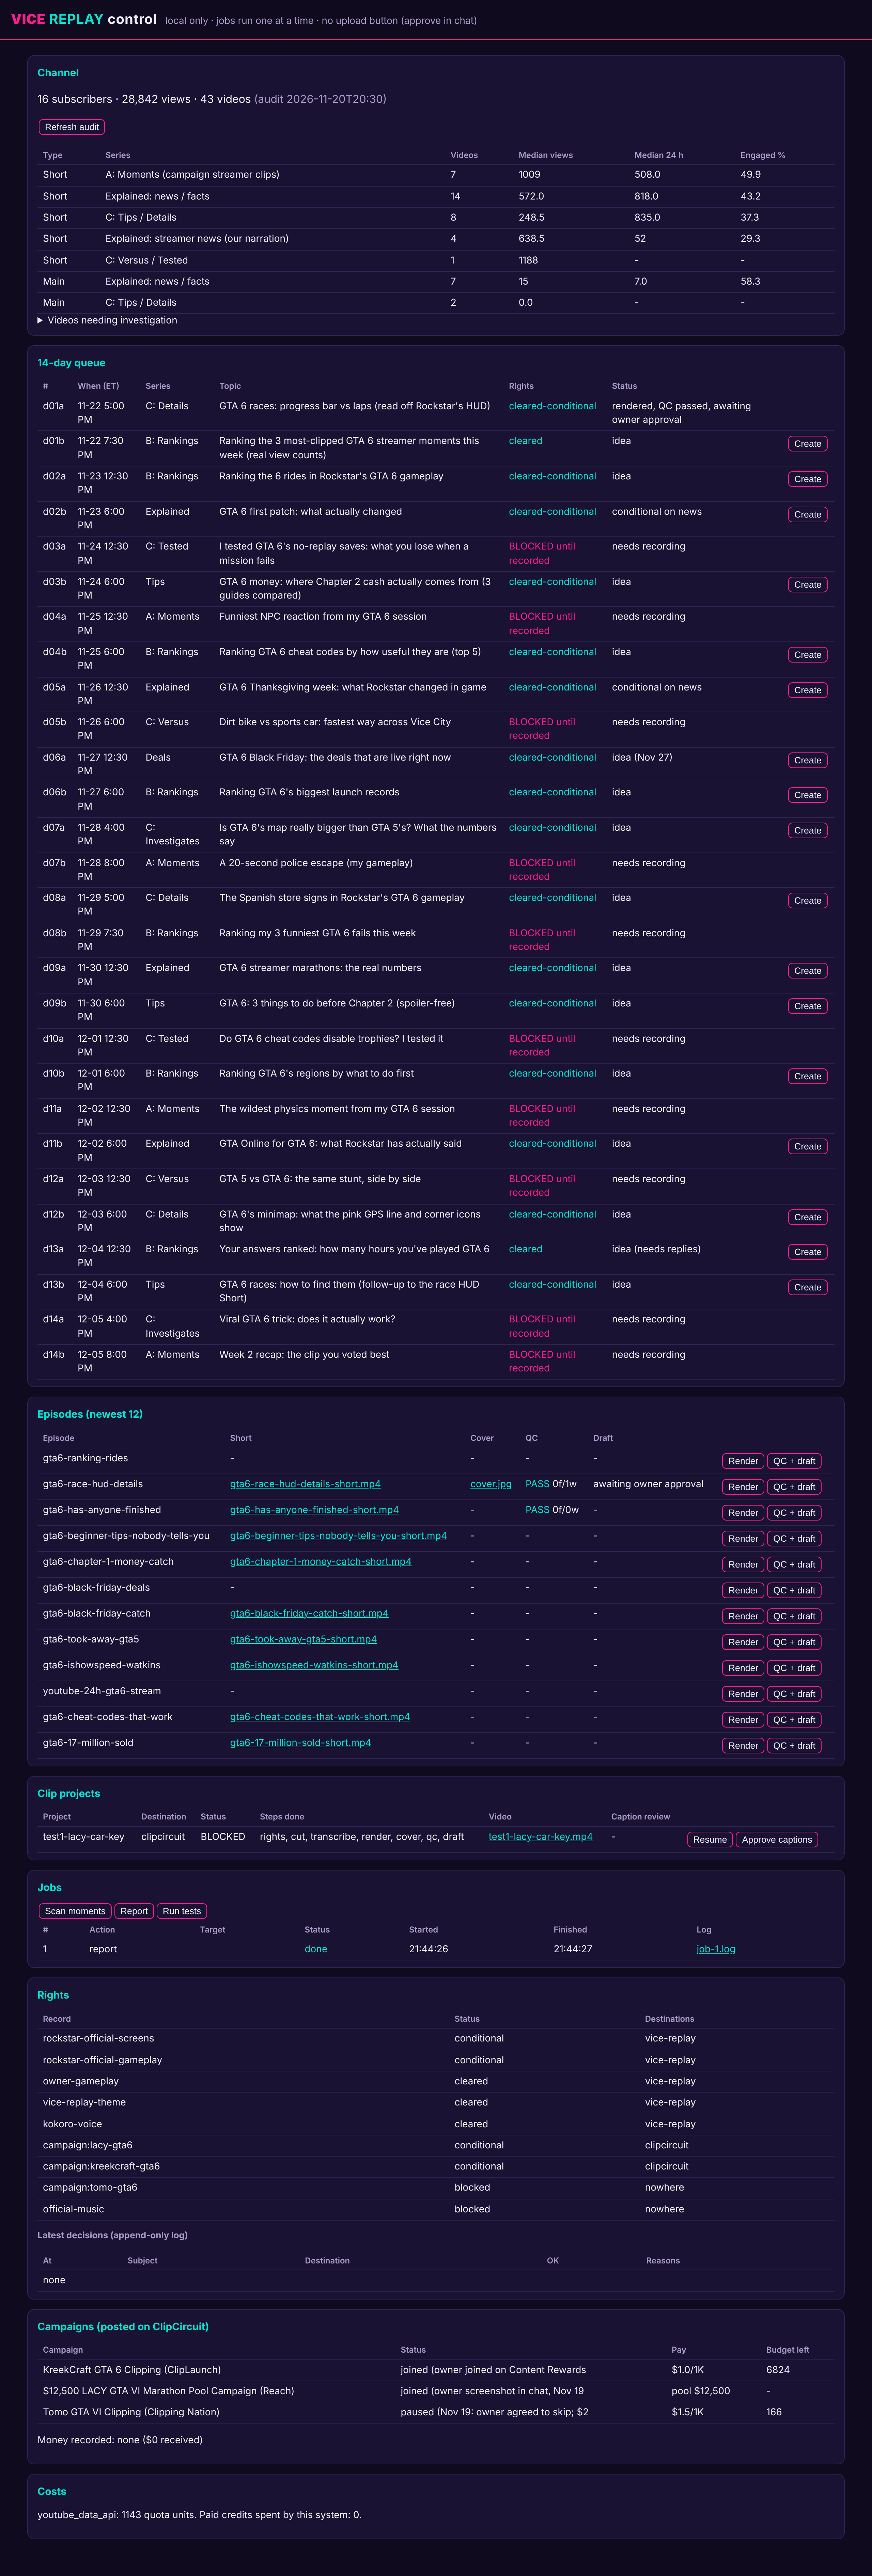 VICE REPLAY control local only · jobs run one at a time · no upload button (approve in chat)
Channel
16 subscribers · 28,842 views · 43 videos (audit 2026-11-20T20:30)
Refresh audit
Type Series Videos Median views Median 24 h Engaged %
Short A: Moments (campaign streamer clips) 7 1009 508.0 49.9
Short Explained: news / facts 14 572.0 818.0 43.2
Short C: Tips / Details 8 248.5 835.0 37.3
Short Explained: streamer news (our narration) 4 638.5 52 29.3
Short C: Versus / Tested 1 1188 - -
Main Explained: news / facts 7 15 7.0 58.3
Main C: Tips / Details 2 0.0 - -
▶ Videos needing investigation
14-day queue
# When (ET) Series Topic Rights Status
d01a 11-22 5:00 PM C: Details GTA 6 races: progress bar vs laps (read off Rockstar's HUD) cleared-conditional rendered, QC passed, awaiting owner approval
d01b 11-22 7:30 PM B: Rankings Ranking the 3 most-clipped GTA 6 streamer moments this week (real view counts) cleared idea Create
d02a 11-23 12:30 PM B: Rankings Ranking the 6 rides in Rockstar's GTA 6 gameplay cleared-conditional idea Create
d02b 11-23 6:00 PM Explained GTA 6 first patch: what actually changed cleared-conditional conditional on news Create
d03a 11-24 12:30 PM C: Tested I tested GTA 6's no-replay saves: what you lose when a mission fails BLOCKED until recorded needs recording
d03b 11-24 6:00 PM Tips GTA 6 money: where Chapter 2 cash actually comes from (3 guides compared) cleared-conditional idea Create
d04a 11-25 12:30 PM A: Moments Funniest NPC reaction from my GTA 6 session BLOCKED until recorded needs recording
d04b 11-25 6:00 PM B: Rankings Ranking GTA 6 cheat codes by how useful they are (top 5) cleared-conditional idea Create
d05a 11-26 12:30 PM Explained GTA 6 Thanksgiving week: what Rockstar changed in game cleared-conditional conditional on news Create
d05b 11-26 6:00 PM C: Versus Dirt bike vs sports car: fastest way across Vice City BLOCKED until recorded needs recording
d06a 11-27 12:30 PM Deals GTA 6 Black Friday: the deals that are live right now cleared-conditional idea (Nov 27) Create
d06b 11-27 6:00 PM B: Rankings Ranking GTA 6's biggest launch records cleared-conditional idea Create
d07a 11-28 4:00 PM C: Investigates Is GTA 6's map really bigger than GTA 5's? What the numbers say cleared-conditional idea Create
d07b 11-28 8:00 PM A: Moments A 20-second police escape (my gameplay) BLOCKED until recorded needs recording
d08a 11-29 5:00 PM C: Details The Spanish store signs in Rockstar's GTA 6 gameplay cleared-conditional idea Create
d08b 11-29 7:30 PM B: Rankings Ranking my 3 funniest GTA 6 fails this week BLOCKED until recorded needs recording
d09a 11-30 12:30 PM Explained GTA 6 streamer marathons: the real numbers cleared-conditional idea Create
d09b 11-30 6:00 PM Tips GTA 6: 3 things to do before Chapter 2 (spoiler-free) cleared-conditional idea Create
d10a 12-01 12:30 PM C: Tested Do GTA 6 cheat codes disable trophies? I tested it BLOCKED until recorded needs recording
d10b 12-01 6:00 PM B: Rankings Ranking GTA 6's regions by what to do first cleared-conditional idea Create
d11a 12-02 12:30 PM A: Moments The wildest physics moment from my GTA 6 session BLOCKED until recorded needs recording
d11b 12-02 6:00 PM Explained GTA Online for GTA 6: what Rockstar has actually said cleared-conditional idea Create
d12a 12-03 12:30 PM C: Versus GTA 5 vs GTA 6: the same stunt, side by side BLOCKED until recorded needs recording
d12b 12-03 6:00 PM C: Details GTA 6's minimap: what the pink GPS line and corner icons show cleared-conditional idea Create
d13a 12-04 12:30 PM B: Rankings Your answers ranked: how many hours you've played GTA 6 cleared idea (needs replies) Create
d13b 12-04 6:00 PM Tips GTA 6 races: how to find them (follow-up to the race HUD Short) cleared-conditional idea Create
d14a 12-05 4:00 PM C: Investigates Viral GTA 6 trick: does it actually work? BLOCKED until recorded needs recording
d14b 12-05 8:00 PM A: Moments Week 2 recap: the clip you voted best BLOCKED until recorded needs recording
Episodes (newest 12)
Episode Short Cover QC Draft
gta6-ranking-rides - - - - Render QC + draft
gta6-race-hud-details gta6-race-hud-details-short.mp4 cover.jpg PASS 0f/1w awaiting owner approval Render QC + draft
gta6-has-anyone-finished gta6-has-anyone-finished-short.mp4 - PASS 0f/0w - Render QC + draft
gta6-beginner-tips-nobody-tells-you gta6-beginner-tips-nobody-tells-you-short.mp4 - - - Render QC + draft
gta6-chapter-1-money-catch gta6-chapter-1-money-catch-short.mp4 - - - Render QC + draft
gta6-black-friday-deals - - - - Render QC + draft
gta6-black-friday-catch gta6-black-friday-catch-short.mp4 - - - Render QC + draft
gta6-took-away-gta5 gta6-took-away-gta5-short.mp4 - - - Render QC + draft
gta6-ishowspeed-watkins gta6-ishowspeed-watkins-short.mp4 - - - Render QC + draft
youtube-24h-gta6-stream - - - - Render QC + draft
gta6-cheat-codes-that-work gta6-cheat-codes-that-work-short.mp4 - - - Render QC + draft
gta6-17-million-sold gta6-17-million-sold-short.mp4 - - - Render QC + draft
Clip projects
Project Destination Status Steps done Video Caption review
test1-lacy-car-key clipcircuit BLOCKED rights, cut, transcribe, render, cover, qc, draft test1-lacy-car-key.mp4 - Resume Approve captions
Jobs
Scan moments Report Run tests
# Action Target Status Started Finished Log
1 report done 21:44:26 21:44:27 job-1.log
Rights
Record Status Destinations
rockstar-official-screens conditional vice-replay
rockstar-official-gameplay conditional vice-replay
owner-gameplay cleared vice-replay
vice-replay-theme cleared vice-replay
kokoro-voice cleared vice-replay
campaign:lacy-gta6 conditional clipcircuit
campaign:kreekcraft-gta6 conditional clipcircuit
campaign:tomo-gta6 blocked nowhere
official-music blocked nowhere
Latest decisions (append-only log)
At Subject Destination OK Reasons
none
Campaigns (posted on ClipCircuit)
Campaign Status Pay Budget left
KreekCraft GTA 6 Clipping (ClipLaunch) joined (owner joined on Content Rewards $1.0/1K 6824
$12,500 LACY GTA VI Marathon Pool Campaign (Reach) joined (owner screenshot in chat, Nov 19 pool $12,500 -
Tomo GTA VI Clipping (Clipping Nation) paused (Nov 19: owner agreed to skip; $2 $1.5/1K 166
Money recorded: none ($0 received)
Costs
youtube_data_api: 1143 quota units. Paid credits spent by this system: 0.